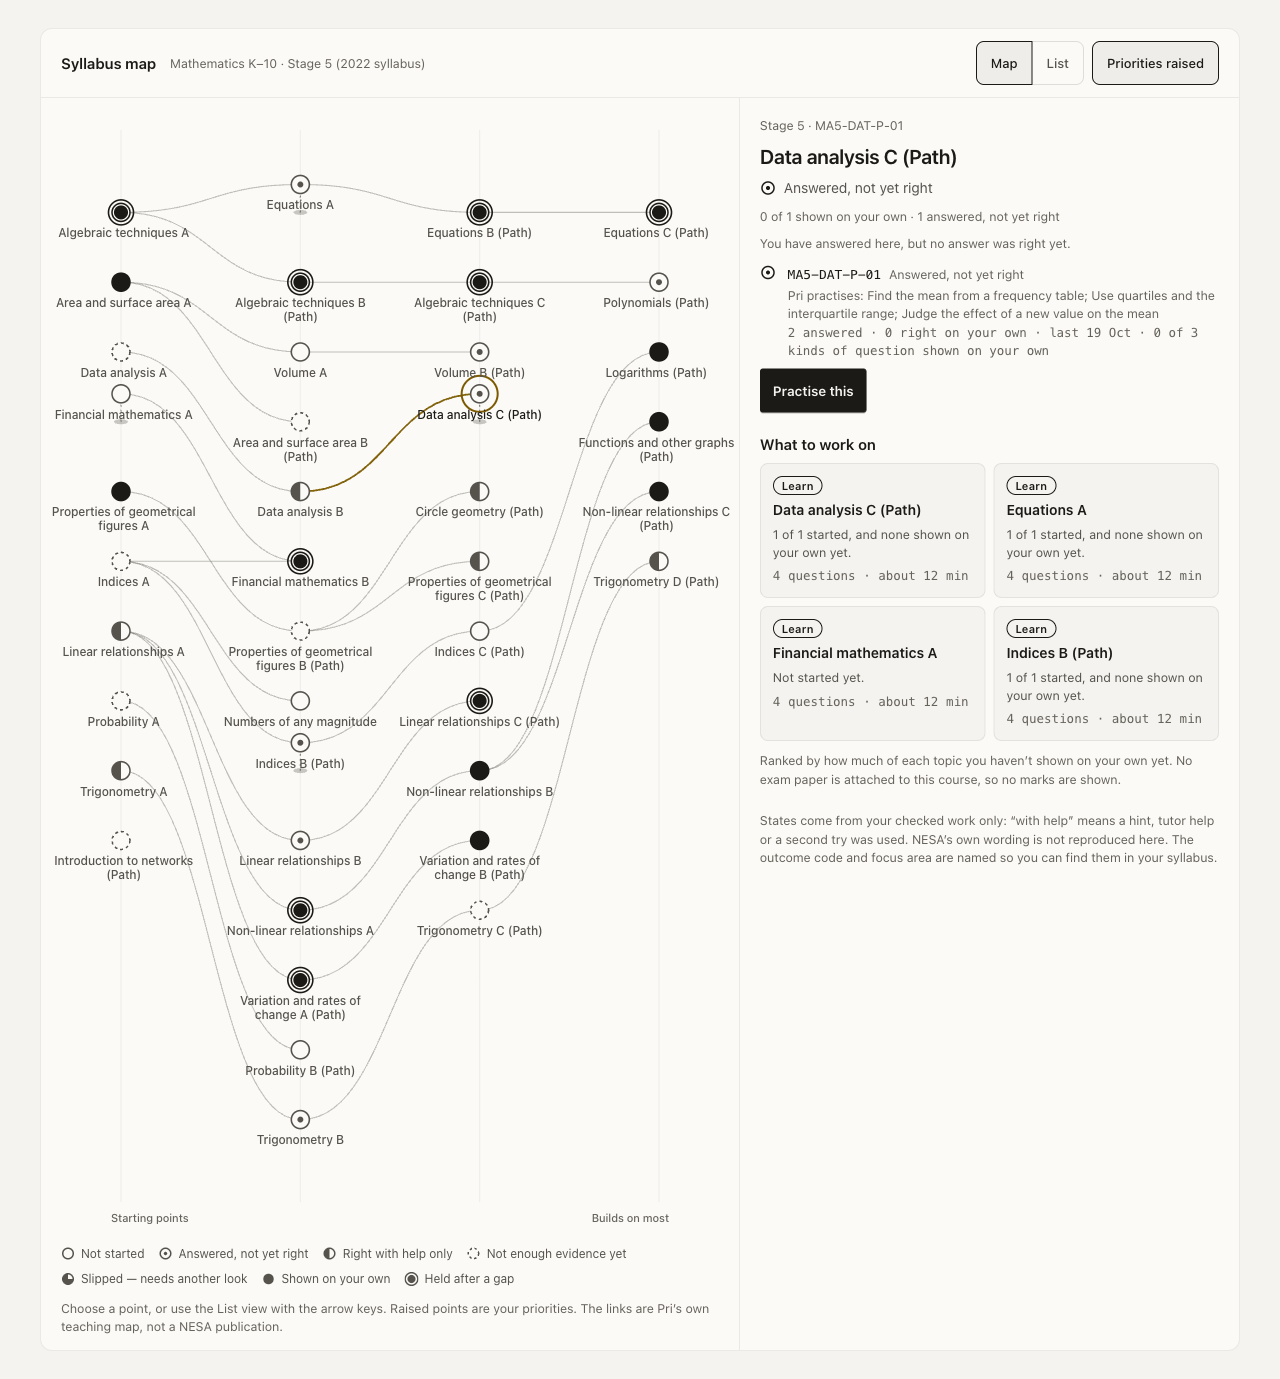 Syllabus map
Mathematics K–10 · Stage 5 (2022 syllabus)
Map
List
Priorities raised
Equations A
Algebraic techniques A
Equations B (Path)
Equations C (Path)
Area and surface area A
Algebraic techniques B
(Path)
Algebraic techniques C
(Path)
Polynomials (Path)
Data analysis A
Volume A
Volume B (Path)
Logarithms (Path)
Financial mathematics A
Data analysis C (Path)
Area and surface area B
(Path)
Functions and other graphs
(Path)
Properties of geometrical
figures A
Data analysis B
Circle geometry (Path)
Non-linear relationships C
(Path)
Indices A
Financial mathematics B
Properties of geometrical
figures C (Path)
Trigonometry D (Path)
Linear relationships A
Properties of geometrical
figures B (Path)
Indices C (Path)
Probability A
Numbers of any magnitude
Linear relationships C (Path)
Indices B (Path)
Trigonometry A
Non-linear relationships B
Introduction to networks
(Path)
Linear relationships B
Variation and rates of
change B (Path)
Non-linear relationships A
Trigonometry C (Path)
Variation and rates of
change A (Path)
Probability B (Path)
Trigonometry B
Starting points
Builds on most
Not started
Answered, not yet right
Right with help only
Not enough evidence yet
Slipped — needs another look
Shown on your own
Held after a gap
Choose a point, or use the List view with the arrow keys. Raised points are your priorities. The links are Pri's own
teaching map, not a NESA publication.
Stage 5 · MA5-DAT-P-01
Data analysis C (Path)
Answered, not yet right
0 of 1 shown on your own · 1 answered, not yet right
You have answered here, but no answer was right yet.
MA5-DAT-P-01 Answered, not yet right
Pri practises: Find the mean from a frequency table; Use quartiles and the
interquartile range; Judge the effect of a new value on the mean
2 answered · 0 right on your own · last 19 Oct · 0 of 3
kinds of question shown on your own
Practise this
What to work on
Learn
Data analysis C (Path)
1 of 1 started, and none shown on
your own yet.
4 questions · about 12 min
Learn
Equations A
1 of 1 started, and none shown on
your own yet.
4 questions · about 12 min
Learn
Financial mathematics A
Not started yet.
4 questions · about 12 min
Learn
Indices B (Path)
1 of 1 started, and none shown on
your own yet.
4 questions · about 12 min
Ranked by how much of each topic you haven't shown on your own yet. No
exam paper is attached to this course, so no marks are shown.
States come from your checked work only: “with help” means a hint, tutor help
or a second try was used. NESA's own wording is not reproduced here. The
outcome code and focus area are named so you can find them in your syllabus.